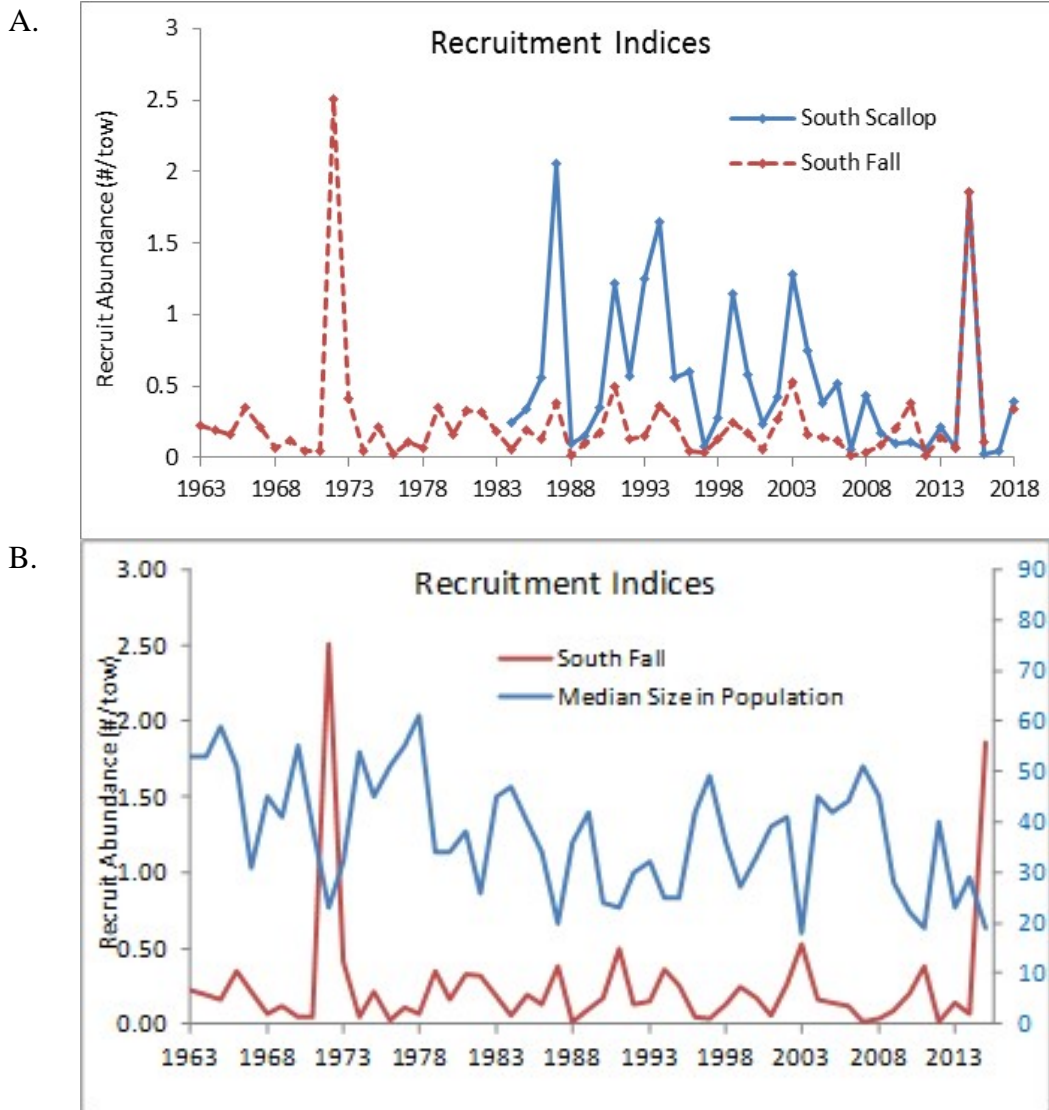 A.
Recruitment Indices
3
2.5
2
1.5
1
0.5
0
Recruit Abundance (#/tow)
South Scallop
South Fall
1963 1968 1973 1978 1983 1988 1993 1998 2003 2008 2013 2018
B.
Recruitment Indices
3.00
2.50
2.00
1.50
1.00
0.50
0.00
Recruit Abundance (#/tow)
South Fall
Median Size in Population
90
80
70
60
50
40
30
20
10
0
1963 1968 1973 1978 1983 1988 1993 1998 2003 2008 2013